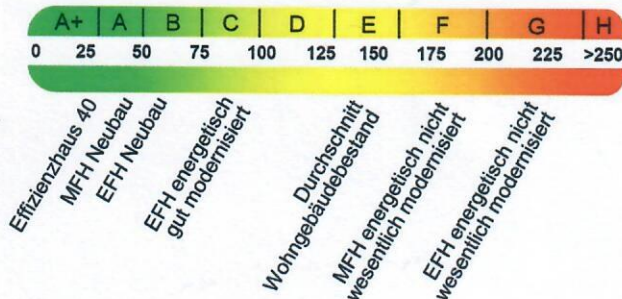 A+ A B C D E F G H
0 25 50 75 100 125 150 175 200 225 >250
Effizienzhaus 40
MFH Neubau
EFH Neubau
EFH energetisch
gut modernisiert
Durchschnitt
Wohngebäudebestand
MFH energetisch nicht
wesentlich modernisiert
EFH energetisch nicht
wesentlich modernisiert